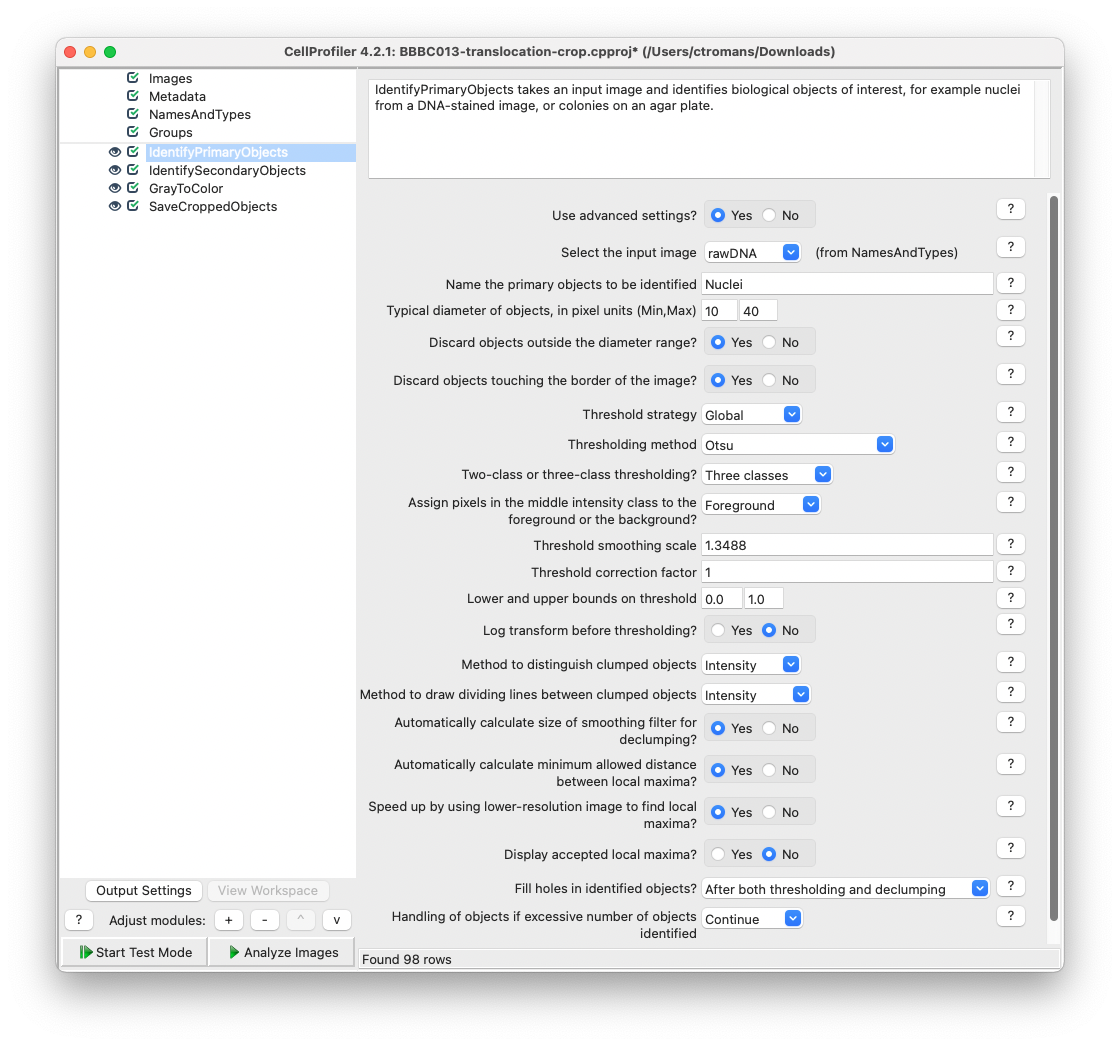 CellProfiler 4.2.1: BBBC013-translocation-crop.cpproj* (/Users/ctromans/Downloads)
Images
Metadata
NamesAndTypes
Groups
IdentifyPrimaryObjects
IdentifySecondaryObjects
GrayToColor
SaveCroppedObjects
Output Settings View Workspace
? Adjust modules: + - ^ v
Start Test Mode Analyze Images
IdentifyPrimaryObjects takes an input image and identifies biological objects of interest, for example nuclei
from a DNA-stained image, or colonies on an agar plate.
Use advanced settings? Yes No ?
Select the input image rawDNA (from NamesAndTypes) ?
Name the primary objects to be identified Nuclei ?
Typical diameter of objects, in pixel units (Min,Max) 10 40 ?
Discard objects outside the diameter range? Yes No ?
Discard objects touching the border of the image? Yes No ?
Threshold strategy Global ?
Thresholding method Otsu ?
Two-class or three-class thresholding? Three classes ?
Assign pixels in the middle intensity class to the Foreground ?
foreground or the background?
Threshold smoothing scale 1.3488 ?
Threshold correction factor 1 ?
Lower and upper bounds on threshold 0.0 1.0 ?
Log transform before thresholding? Yes No ?
Method to distinguish clumped objects Intensity ?
Method to draw dividing lines between clumped objects Intensity ?
Automatically calculate size of smoothing filter for Yes No ?
declumping?
Automatically calculate minimum allowed distance Yes No ?
between local maxima?
Speed up by using lower-resolution image to find local Yes No ?
maxima?
Display accepted local maxima? Yes No ?
Fill holes in identified objects? After both thresholding and declumping ?
Handling of objects if excessive number of objects Continue ?
identified
Found 98 rows